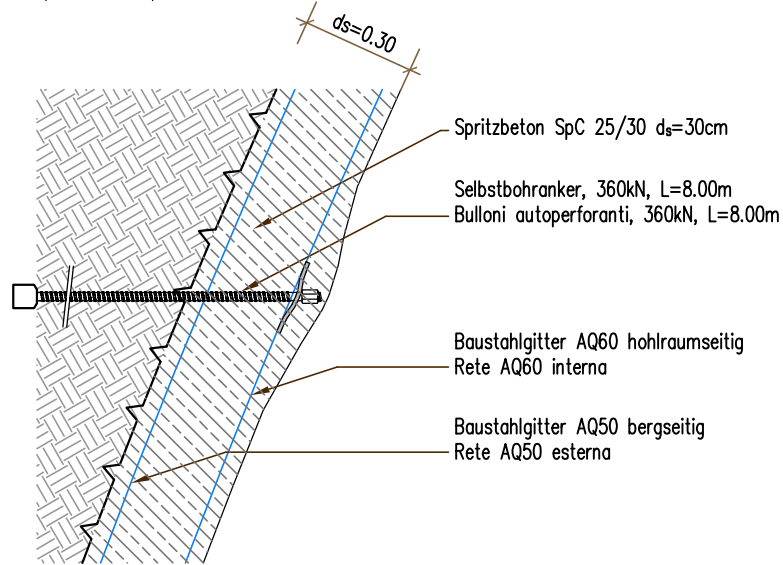 ds=0.30
Spritzbeton SpC 25/30 ds=30cm
Selbstbohranker, 360kN, L=8.00m
Bulloni autoperforanti, 360kN, L=8.00m
Baustahlgitter AQ60 hohlraumseitig
Rete AQ60 interna
Baustahlgitter AQ50 bergseitig
Rete AQ50 esterna